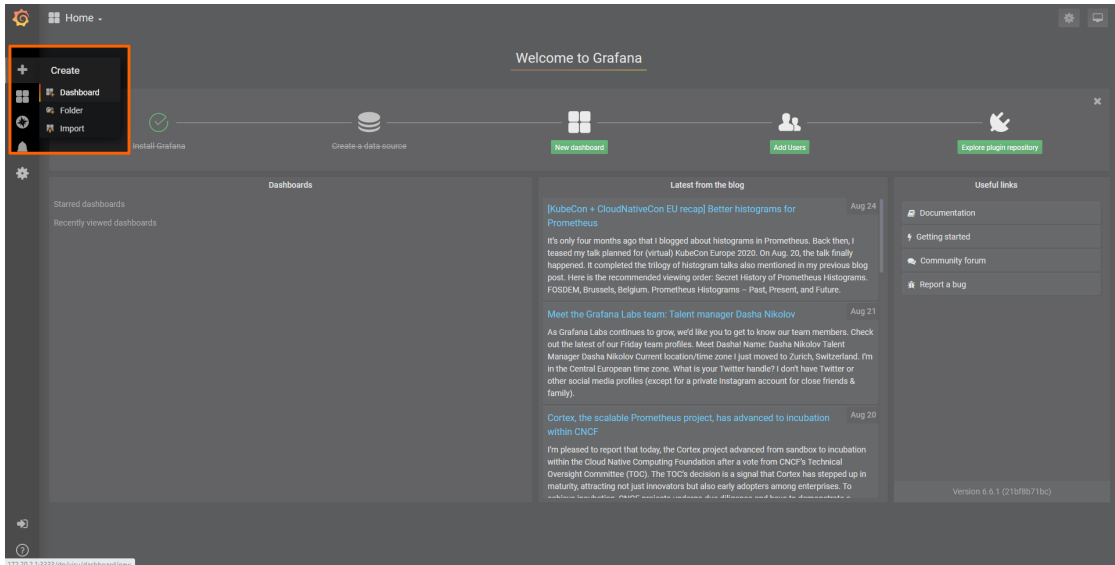 Home
Welcome to Grafana
Create
Dashboard
Folder
Import
Install Grafana
Create a data source
New dashboard
Add Users
Explore plugin repository
Dashboards
Starred dashboards
Recently viewed dashboards
Latest from the blog
[KubeCon + CloudNativeCon EU recap] Better histograms for
Prometheus
Aug 24
It's only four months ago that I blogged about histograms in Prometheus. Back then, I
teased my talk planned for (virtual) KubeCon Europe 2020. On Aug. 20, the talk finally
happened. It completed the trilogy of histogram talks also mentioned in my previous blog
post. Here is the recommended viewing order: Secret History of Prometheus Histograms.
FOSDEM, Brussels, Belgium. Prometheus Histograms – Past, Present, and Future.
Meet the Grafana Labs team: Talent manager Dasha Nikolov
Aug 21
As Grafana Labs continues to grow, we'd like you to get to know our team members. Check
out the latest of our Friday team profiles. Meet Dasha! Name: Dasha Nikolov Talent
Manager Dasha Nikolov Current location/time zone I just moved to Zurich, Switzerland. I'm
in the Central European time zone. What is your Twitter handle? I don't have Twitter or
other social media profiles (except for a private Instagram account for close friends &
family).
Cortex, the scalable Prometheus project, has advanced to incubation
within CNCF
Aug 20
I'm pleased to report that today, the Cortex project advanced from sandbox to incubation
within the Cloud Native Computing Foundation after a vote from CNCF's Technical
Oversight Committee (TOC). The TOC's decision is a signal that Cortex has stepped up in
maturity, attracting not just innovators but also early adopters among enterprises. To
Useful links
Documentation
Getting started
Community forum
Report a bug
Version 6.6.1 (21bf8b71bc)